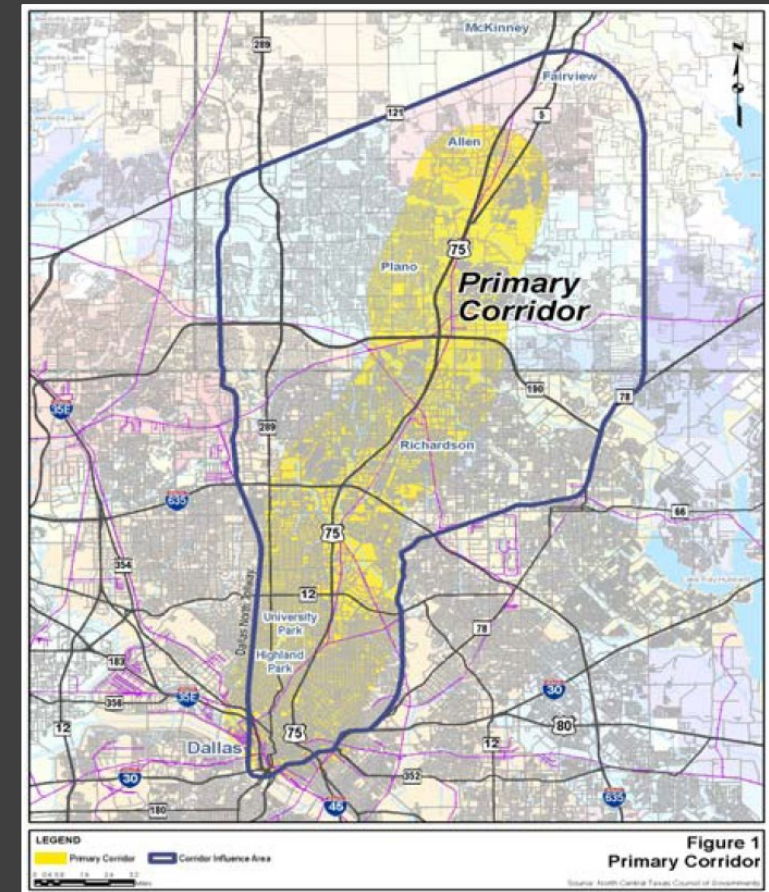 McKinney
289
Fairview
N
121
5
Allen
75
Plano
Primary
Corridor
190
78
35E
289
Richardson
635
66
75
354
12
Dallas North Tollway
University
Park
78
Highland
Park
183
35E
30
356
12
75
80
12
Dallas
30
352
180
45
635
LEGEND
Primary Corridor
Corridor Influence Area
Miles
Figure 1
Primary Corridor
Source: North Central Texas Council of Governments